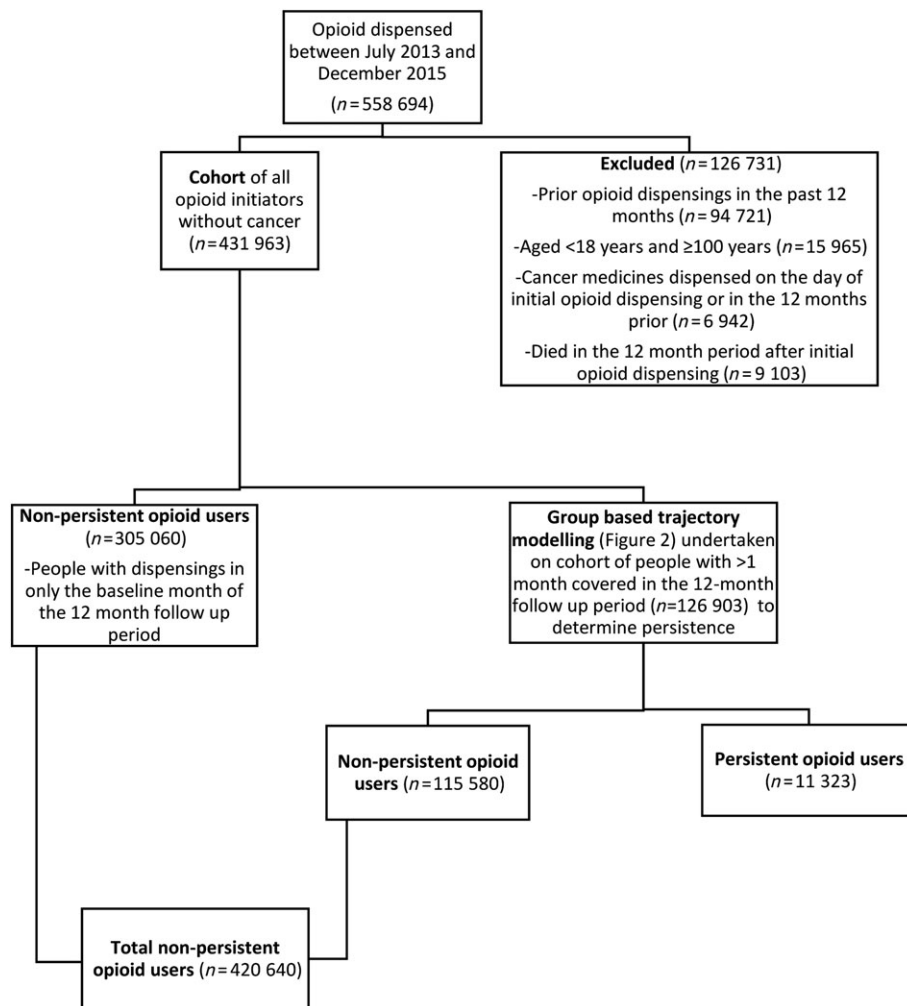 Opioid dispensed
between July 2013 and
December 2015
(n=558 694)
Cohort of all
opioid initiators
without cancer
(n=431 963)
Excluded (n=126 731)
-Prior opioid dispensings in the past 12
months (n=94 721)
-Aged <18 years and ≥100 years (n=15 965)
-Cancer medicines dispensed on the day of
initial opioid dispensing or in the 12 months
prior (n=6 942)
-Died in the 12 month period after initial
opioid dispensing (n=9 103)
Non-persistent opioid users
(n=305 060)
-People with dispensings in
only the baseline month of
the 12 month follow up
period
Group based trajectory
modelling (Figure 2) undertaken
on cohort of people with >1
month covered in the 12-month
follow up period (n=126 903) to
determine persistence
Non-persistent opioid
users (n=115 580)
Persistent opioid users
(n=11 323)
Total non-persistent
opioid users (n=420 640)